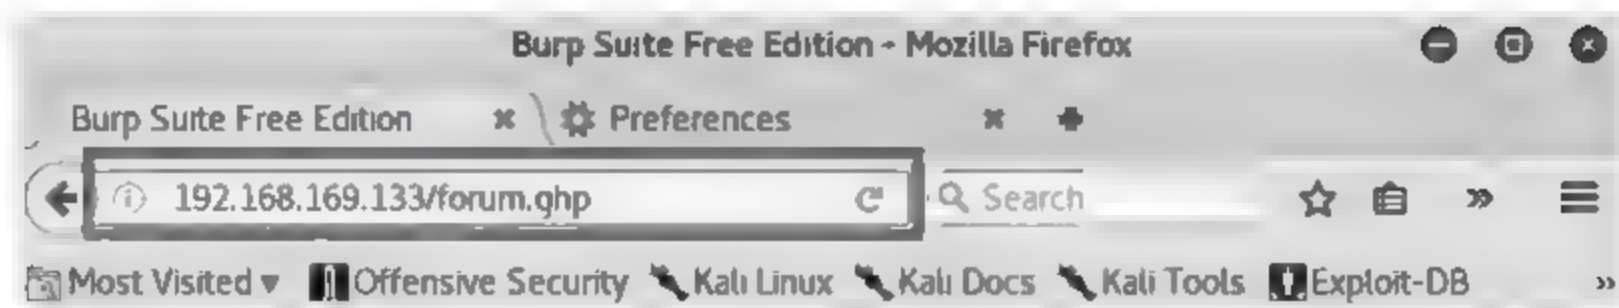 Burp Suite Free Edition - Mozilla Firefox
Burp Suite Free Edition Preferences
192.168.169.133/forum.ghp Search
Most Visited Offensive Security Kali Linux Kali Docs Kali Tools Exploit-DB